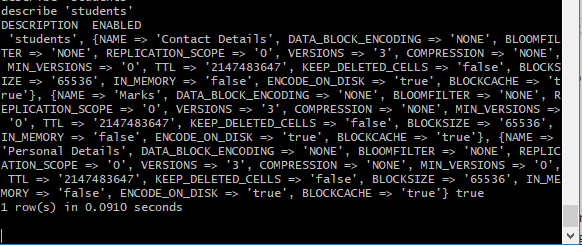 describe 'students'
describe 'students'
DESCRIPTION  ENABLED
 'students', {NAME => 'Contact Details', DATA_BLOCK_ENCODING => 'NONE', BLOOMFIL
TER => 'NONE', REPLICATION_SCOPE => '0', VERSIONS => '3', COMPRESSION => 'NONE',
 MIN_VERSIONS => '0', TTL => '2147483647', KEEP_DELETED_CELLS => 'false', BLOCKS
IZE => '65536', IN_MEMORY => 'false', ENCODE_ON_DISK => 'true', BLOCKCACHE => 't
rue'}, {NAME => 'Marks', DATA_BLOCK_ENCODING => 'NONE', BLOOMFILTER => 'NONE', R
EPLICATION_SCOPE => '0', VERSIONS => '3', COMPRESSION => 'NONE', MIN_VERSIONS =>
 '0', TTL => '2147483647', KEEP_DELETED_CELLS => 'false', BLOCKSIZE => '65536',
IN_MEMORY => 'false', ENCODE_ON_DISK => 'true', BLOCKCACHE => 'true'}, {NAME =>
'Personal Details', DATA_BLOCK_ENCODING => 'NONE', BLOOMFILTER => 'NONE', REPLIC
ATION_SCOPE => '0', VERSIONS => '3', COMPRESSION => 'NONE', MIN_VERSIONS => '0',
 TTL => '2147483647', KEEP_DELETED_CELLS => 'false', BLOCKSIZE => '65536', IN_ME
MORY => 'false', ENCODE_ON_DISK => 'true', BLOCKCACHE => 'true'} true
1 row(s) in 0.0910 seconds